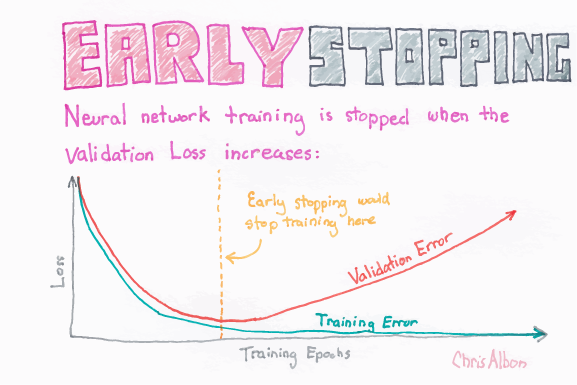 EARLY STOPPING
Neural network training is stopped when the
Validation Loss increases:
Early stopping would
stop training here
Loss
Validation Error
Training Error
Training Epochs
Chris Albon